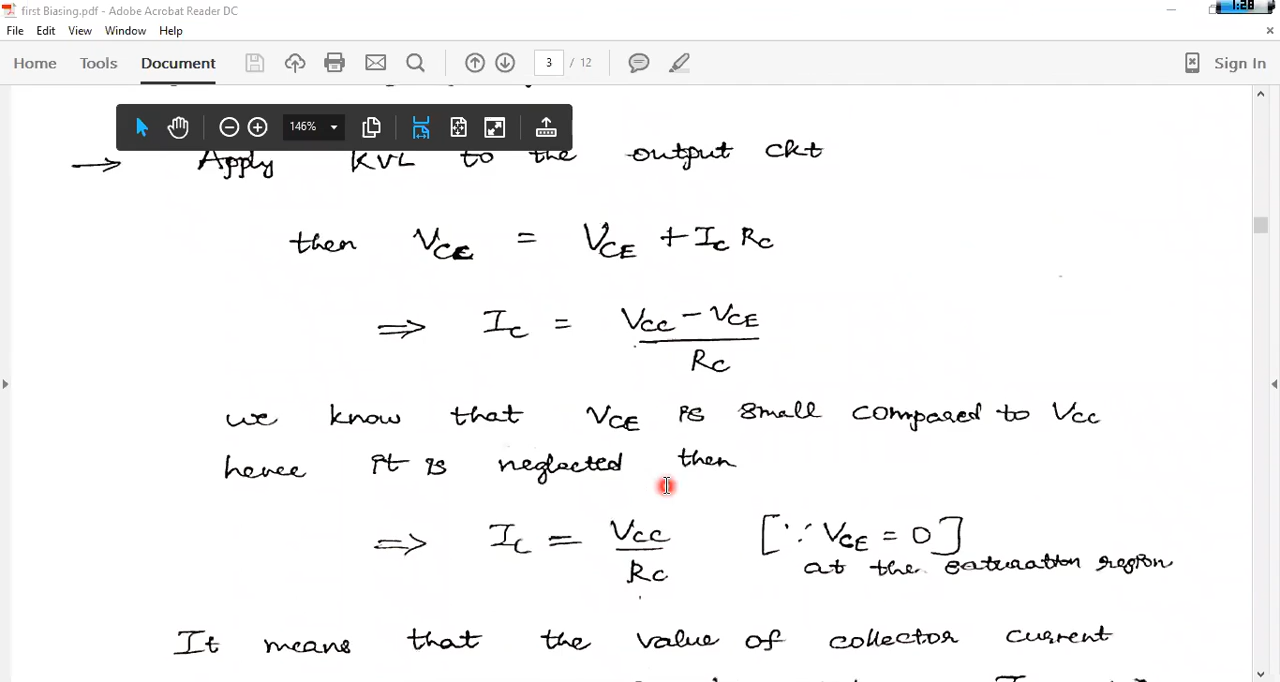 first Biasing.pdf - Adobe Acrobat Reader DC
1:28
File Edit View Window Help
Home Tools Document 3 / 12 Sign In
146%
→ Apply KVL to the output ckt
then VCE = VCE + IC RC
⇒ IC = VCC - VCE / RC
we know that VCE is small compared to VCC
hence it is neglected then
⇒ IC = VCC / RC [∵ VCE = 0]
at the saturation region
It means that the value of collector current